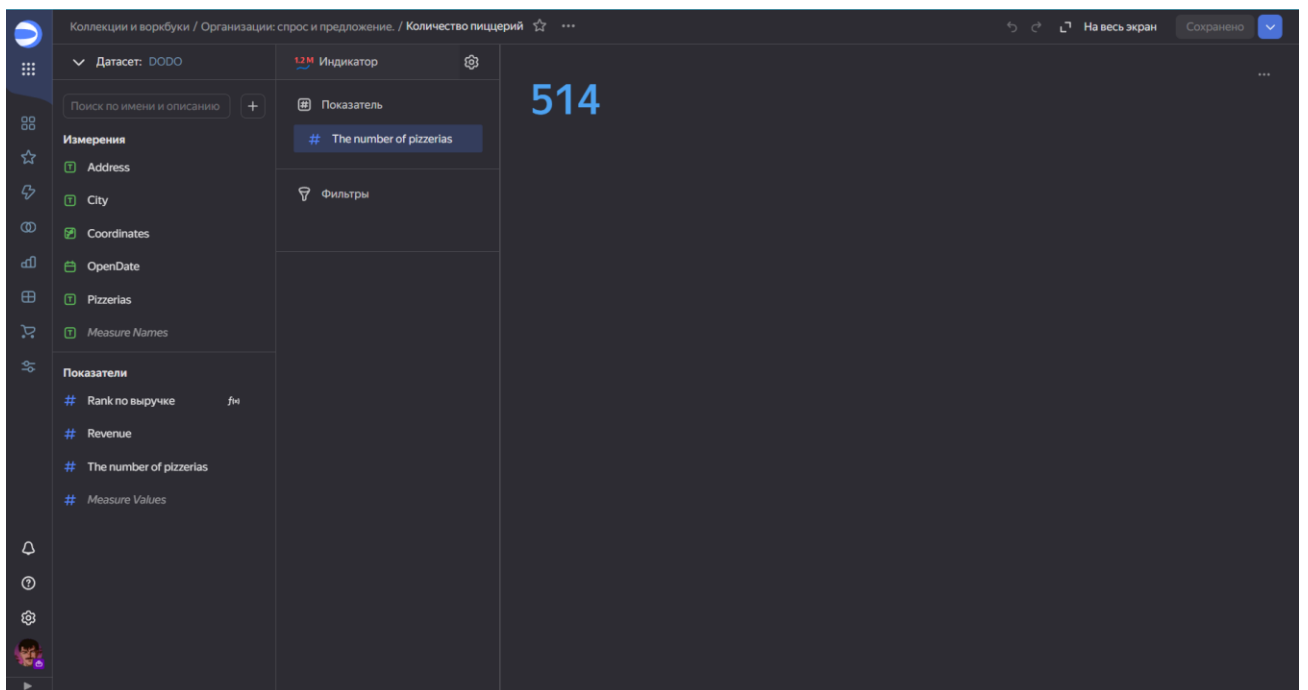 Коллекции и воркбуки / Организации: спрос и предложение. / Количество пиццерий
На весь экран
Сохранено
Датасет: DODO
Поиск по имени и описанию
Измерения
Address
City
Coordinates
OpenDate
Pizzerias
Measure Names
Показатели
Rank по выручке
f(x)
Revenue
The number of pizzerias
Measure Values
1.2 M Индикатор
Показатель
The number of pizzerias
Фильтры
514